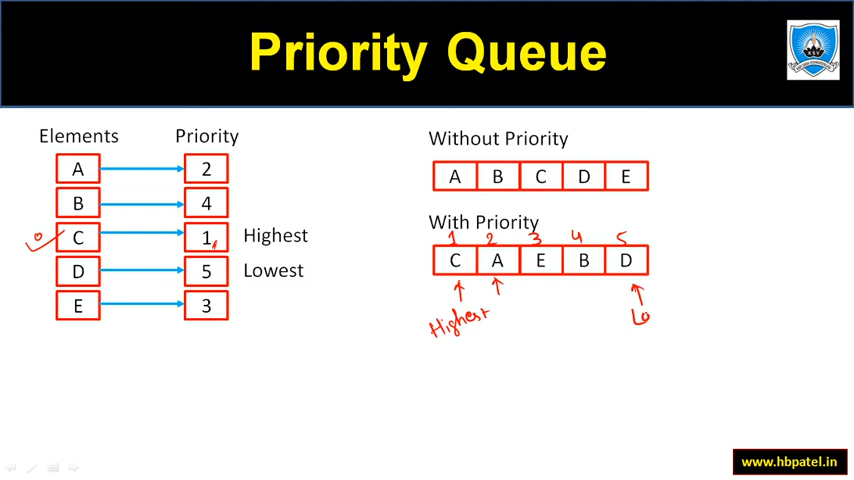 Priority Queue
Elements Priority
A 2
B 4
C 1 Highest
D 5 Lowest
E 3
Without Priority
A B C D E
With Priority
1 2 3 4 5
C A E B D
Highest
Lo
www.hbpatel.in